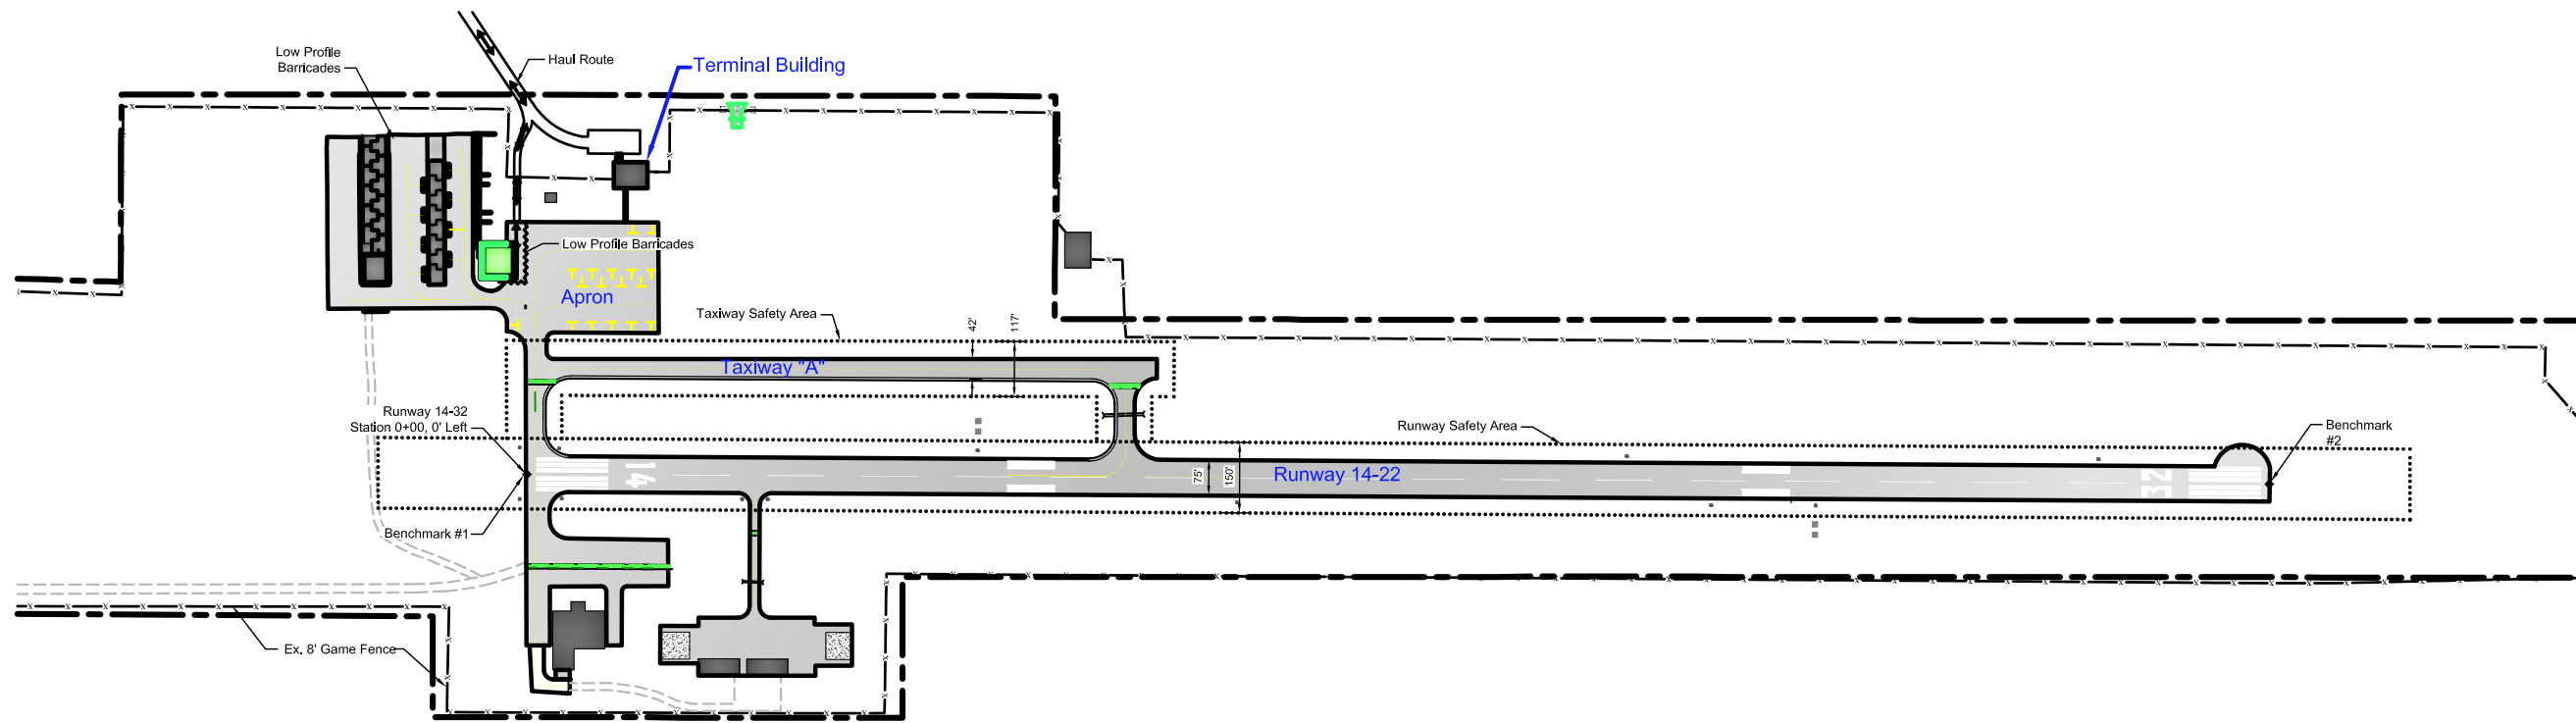 Low Profile
Barricades
Haul Route
Terminal Building
Low Profile Barricades
Apron
Taxiway Safety Area
42'
117'
Taxiway "A"
Runway 14-32
Station 0+00, 0' Left
Runway Safety Area
Benchmark
#2
14
75'
150'
Runway 14-22
32
Benchmark #1
Ex. 8' Game Fence